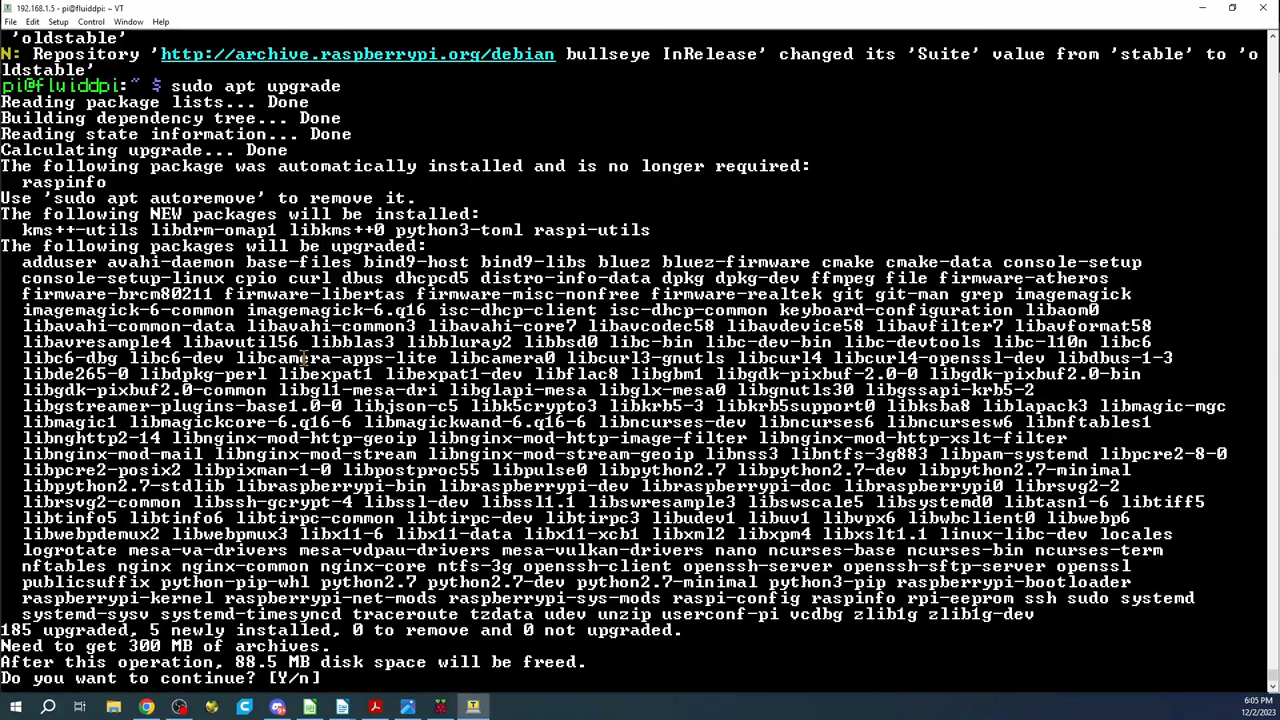 192.168.1.5 - pi@fluiddpi: ~ VT
File Edit Setup Control Window Help
'oldstable'
N: Repository 'http://archive.raspberrypi.org/debian bullseye InRelease' changed its 'Suite' value from 'stable' to 'o
ldstable'
pi@fluiddpi:~ $ sudo apt upgrade
Reading package lists... Done
Building dependency tree... Done
Reading state information... Done
Calculating upgrade... Done
The following package was automatically installed and is no longer required:
raspinfo
Use 'sudo apt autoremove' to remove it.
The following NEW packages will be installed:
kms++-utils libdrm-omap1 libkms++0 python3-toml raspi-utils
The following packages will be upgraded:
adduser avahi-daemon base-files bind9-host bind9-libs bluez bluez-firmware cmake cmake-data console-setup
console-setup-linux cpio curl dbus dhcpcd5 distro-info-data dpkg dpkg-dev ffmpeg file firmware-atheros
firmware-brcm80211 firmware-libertas firmware-misc-nonfree firmware-realtek git git-man grep imagemagick
imagemagick-6-common imagemagick-6.q16 isc-dhcp-client isc-dhcp-common keyboard-configuration libaom0
libavahi-common-data libavahi-common3 libavahi-core7 libavcodec58 libavdevice58 libavfilter7 libavformat58
libavresample4 libavutil56 libblas3 libbluray2 libbsd0 libc-bin libc-dev-bin libc-devtools libc-l10n libc6
libc6-dbg libc6-dev libcamera-apps-lite libcamera0 libcurl3-gnutls libcurl4 libcurl4-openssl-dev libdbus-1-3
libde265-0 libdpkg-perl libexpat1 libexpat1-dev libflac8 libgbm1 libgdk-pixbuf-2.0-0 libgdk-pixbuf2.0-bin
libgdk-pixbuf2.0-common libgl1-mesa-dri libglapi-mesa libglx-mesa0 libgnutls30 libgssapi-krb5-2
libgstreamer-plugins-base1.0-0 libjson-c5 libk5crypto3 libkrb5-3 libkrb5support0 libksba8 liblapack3 libmagic-mgc
libmagic1 libmagickcore-6.q16-6 libmagickwand-6.q16-6 libncurses-dev libncurses6 libncursesw6 libnftables1
libnghttp2-14 libnginx-mod-http-geoip libnginx-mod-http-image-filter libnginx-mod-http-xslt-filter
libnginx-mod-mail libnginx-mod-stream libnginx-mod-stream-geoip libnss3 libntfs-3g883 libpam-systemd libpcre2-8-0
libpcre2-posix2 libpixman-1-0 libpostproc55 libpulse0 libpython2.7 libpython2.7-dev libpython2.7-minimal
libpython2.7-stdlib libraspberrypi-bin libraspberrypi-dev libraspberrypi-doc libraspberrypi0 librsvg2-2
librsvg2-common libssh-gcrypt-4 libssl-dev libssl1.1 libswresample3 libswscale5 libsystemd0 libtasn1-6 libtiff5
libtinfo5 libtinfo6 libtirpc-common libtirpc-dev libtirpc3 libudev1 libuv1 libvpx6 libwbclient0 libwebp6
libwebpdemux2 libwebpmux3 libx11-6 libx11-data libx11-xcb1 libxml2 libxpm4 libxslt1.1 linux-libc-dev locales
logrotate mesa-va-drivers mesa-vdpau-drivers mesa-vulkan-drivers nano ncurses-base ncurses-bin ncurses-term
nftables nginx nginx-common nginx-core ntfs-3g openssh-client openssh-server openssh-sftp-server openssl
publicsuffix python-pip-whl python2.7 python2.7-dev python2.7-minimal python3-pip raspberrypi-bootloader
raspberrypi-kernel raspberrypi-net-mods raspberrypi-sys-mods raspi-config raspinfo rpi-eeprom ssh sudo systemd
systemd-sysv systemd-timesyncd traceroute tzdata udev unzip userconf-pi vcdbg zlib1g zlib1g-dev
185 upgraded, 5 newly installed, 0 to remove and 0 not upgraded.
Need to get 300 MB of archives.
After this operation, 88.5 MB disk space will be freed.
Do you want to continue? [Y/n]
6:05 PM
12/2/2023